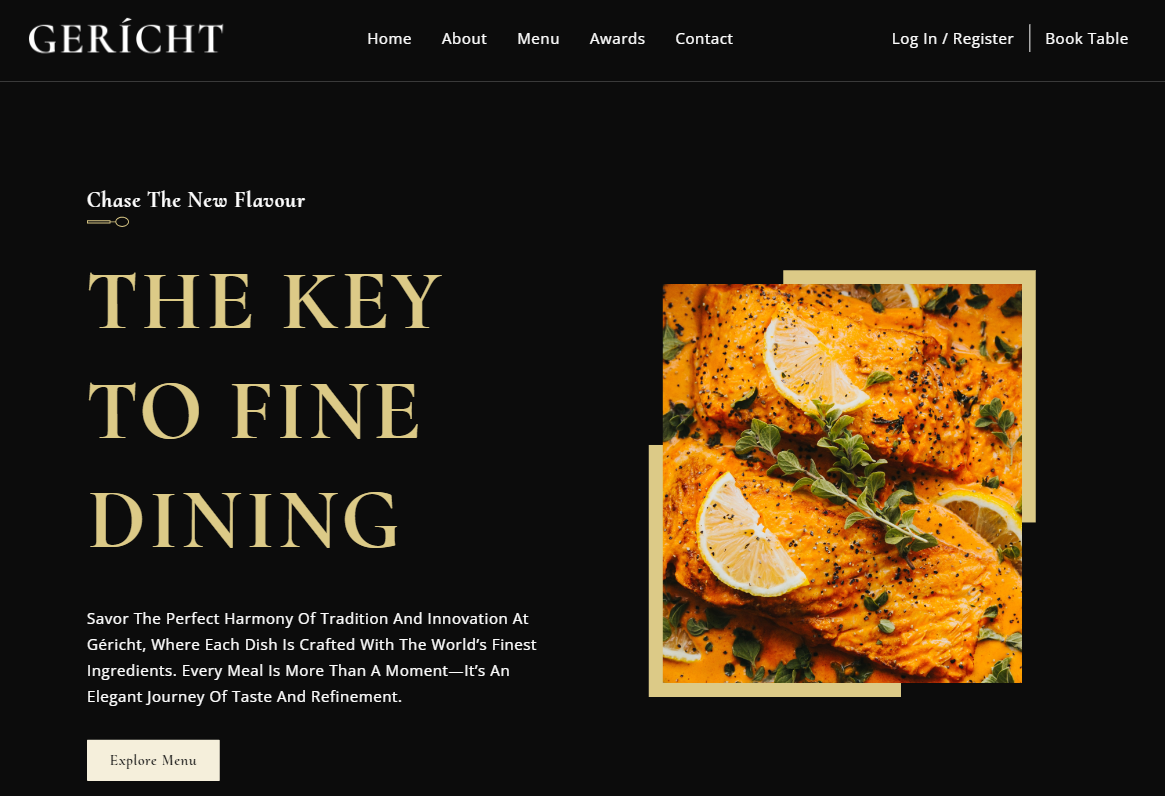 GERÍCHT
Home About Menu Awards Contact
Log In / Register Book Table
Chase The New Flavour
THE KEY
TO FINE
DINING
Savor The Perfect Harmony Of Tradition And Innovation At
Géricht, Where Each Dish Is Crafted With The World’s Finest
Ingredients. Every Meal Is More Than A Moment—It’s An
Elegant Journey Of Taste And Refinement.
Explore Menu